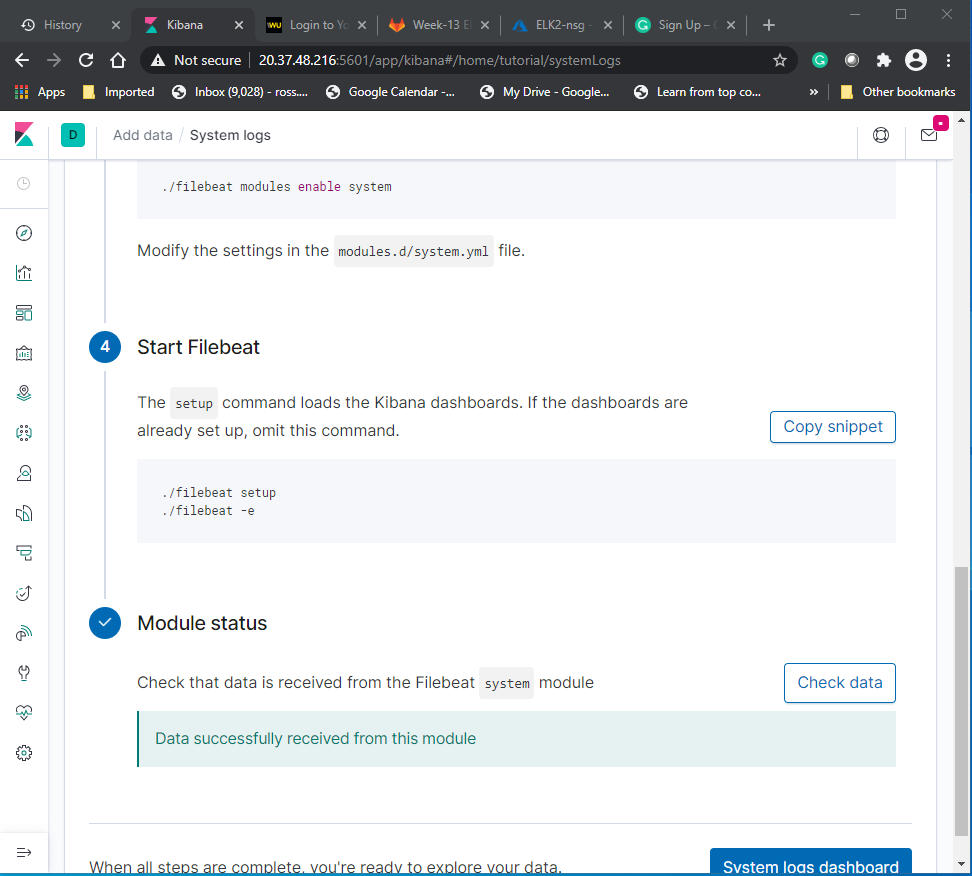 History
Kibana
Login to Yo
Week-13 El
ELK2-nsg -
Sign Up – G
Not secure 20.37.48.216:5601/app/kibana#/home/tutorial/systemLogs
Apps
Imported
Inbox (9,028) - ross....
Google Calendar -...
My Drive - Google...
Learn from top co...
»
Other bookmarks
D
Add data / System logs
./filebeat modules enable system
Modify the settings in the modules.d/system.yml file.
4 Start Filebeat
The setup command loads the Kibana dashboards. If the dashboards are
already set up, omit this command.
Copy snippet
./filebeat setup
./filebeat -e
Module status
Check that data is received from the Filebeat system module
Check data
Data successfully received from this module
When all steps are complete, you're ready to explore your data.
System logs dashboard